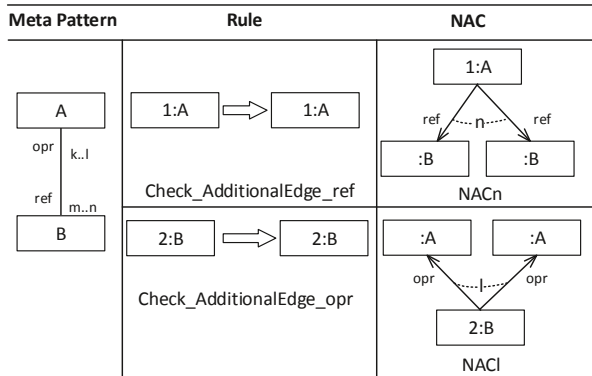 Meta Pattern Rule NAC
A
opr
k..l
ref
m..n
B
1:A 1:A
Check_AdditionalEdge_ref
1:A
ref n ref
:B :B
NACn
2:B 2:B
Check_AdditionalEdge_opr
:A :A
opr l opr
2:B
NACl